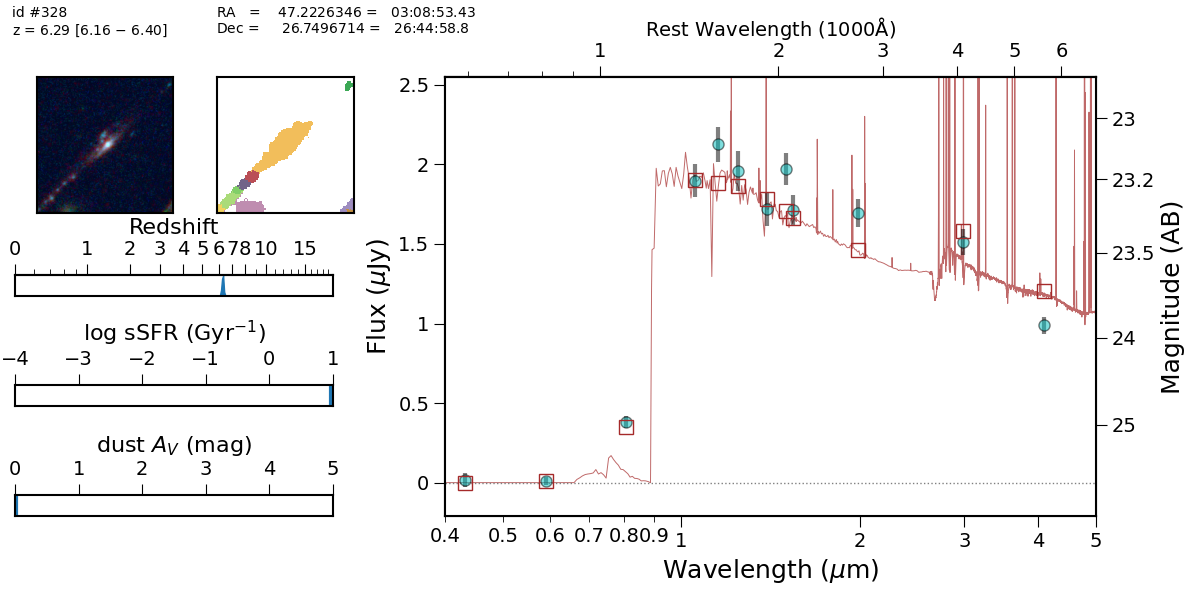 id #328
z = 6.29 [6.16 − 6.40]
RA = 47.2226346 = 03:08:53.43
Dec = 26.7496714 = 26:44:58.8
Rest Wavelength (1000Å)
1 2 3 4 5 6
Redshift
0 1 2 3 4 5 6 7 8 10 15
log sSFR (Gyr⁻¹)
−4 −3 −2 −1 0 1
dust A_V (mag)
0 1 2 3 4 5
Flux (μJy)
2.5
2
1.5
1
0.5
0
23
23.2
23.5
24
25
Magnitude (AB)
0.4 0.5 0.6 0.7 0.8 0.9 1 2 3 4 5
Wavelength (μm)